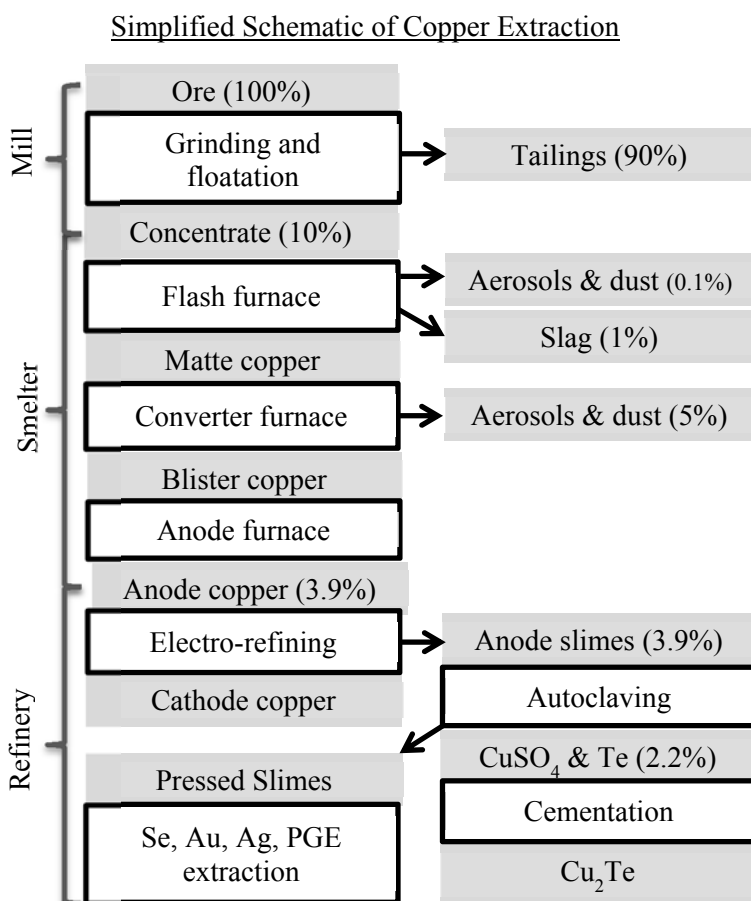 Simplified Schematic of Copper Extraction
Mill
Ore (100%)
Grinding and
floatation
Tailings (90%)
Smelter
Concentrate (10%)
Flash furnace
Aerosols & dust (0.1%)
Slag (1%)
Matte copper
Converter furnace
Aerosols & dust (5%)
Blister copper
Anode furnace
Refinery
Anode copper (3.9%)
Electro-refining
Anode slimes (3.9%)
Cathode copper
Autoclaving
Pressed Slimes
CuSO₄ & Te (2.2%)
Se, Au, Ag, PGE
extraction
Cementation
Cu₂Te